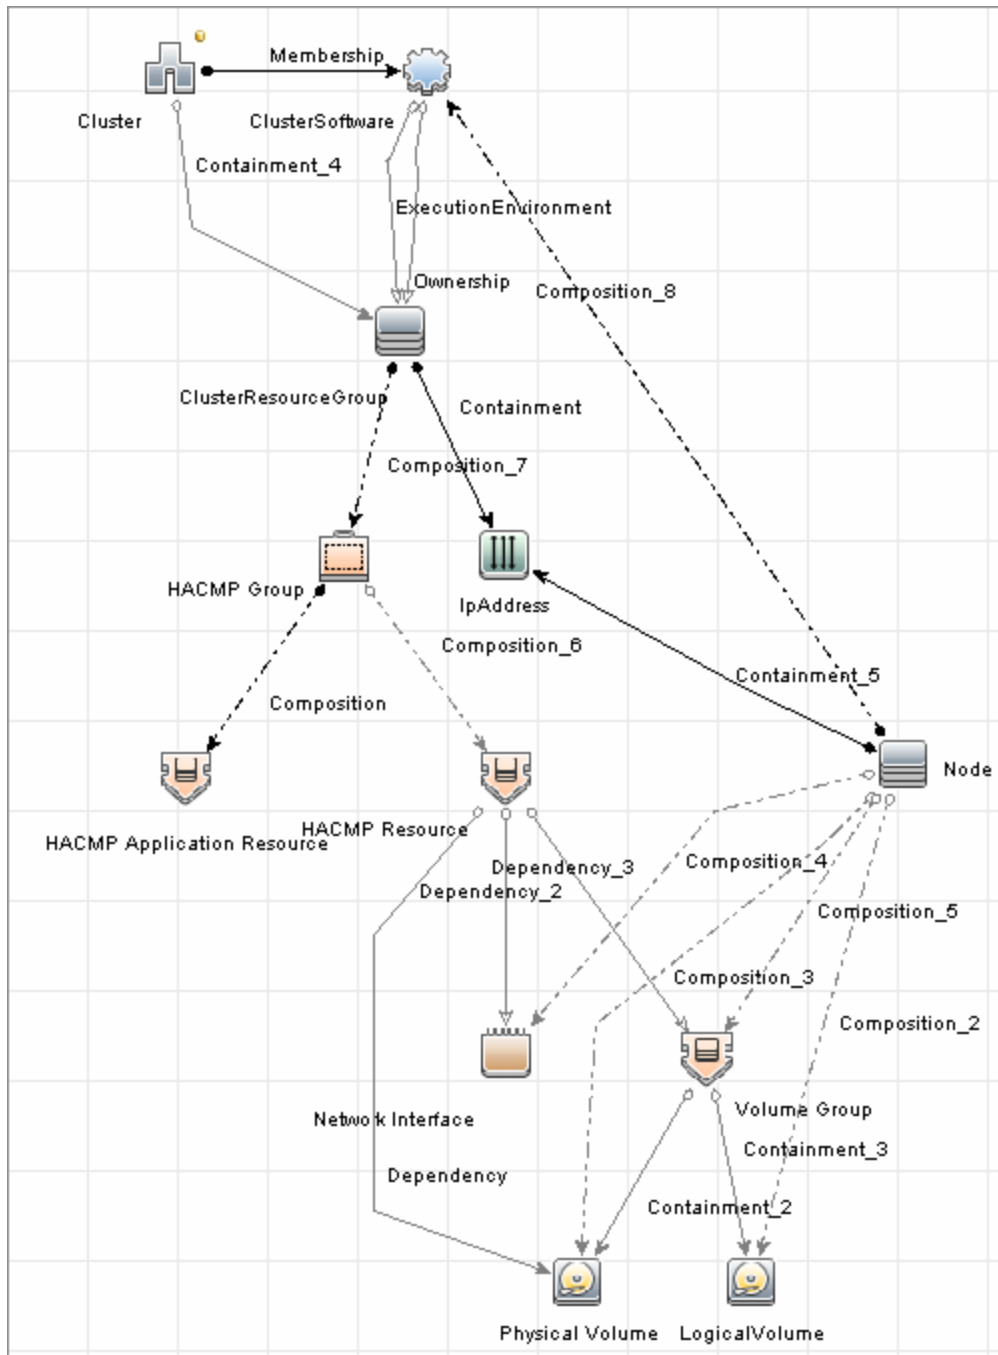 Membership
Cluster
ClusterSoftware
Containment_4
ExecutionEnvironment
Ownership
Composition_8
ClusterResourceGroup
Containment
Composition_7
HACMP Group
IpAddress
Composition_6
Containment_5
Composition
Node
HACMP Resource
HACMP Application Resource
Composition_4
Dependency_3
Dependency_2
Composition_5
Composition_3
Composition_2
Volume Group
Network Interface
Containment_3
Dependency
Containment_2
Physical Volume
LogicalVolume